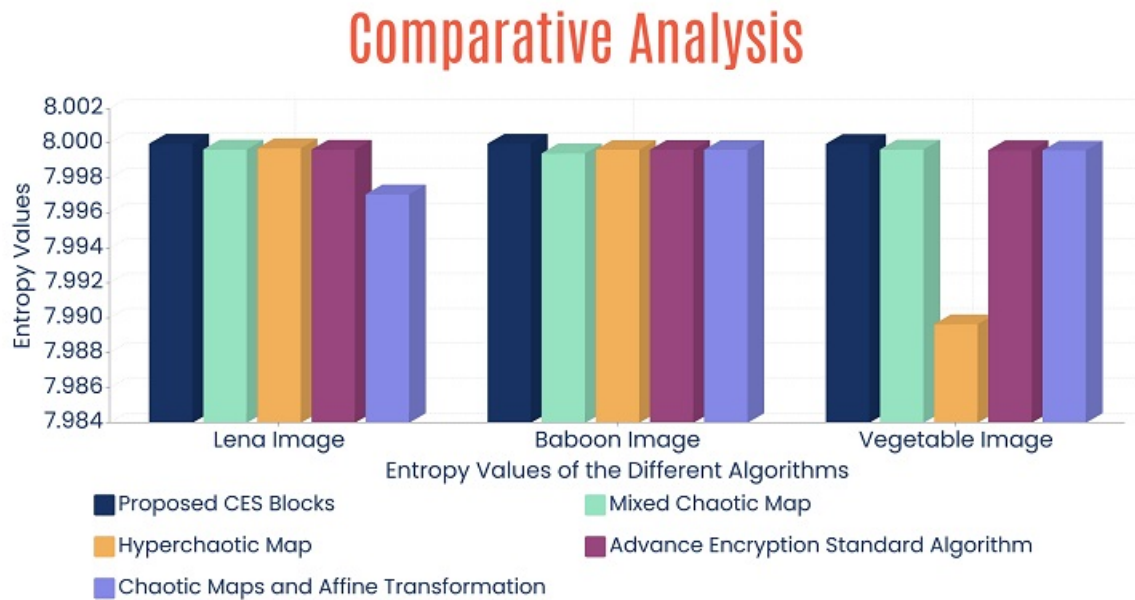 Comparative Analysis
8.002
8.000
7.998
7.996
7.994
7.992
7.990
7.988
7.986
7.984
Entropy Values
Lena Image Baboon Image Vegetable Image
Entropy Values of the Different Algorithms
Proposed CES Blocks Mixed Chaotic Map
Hyperchaotic Map Advance Encryption Standard Algorithm
Chaotic Maps and Affine Transformation